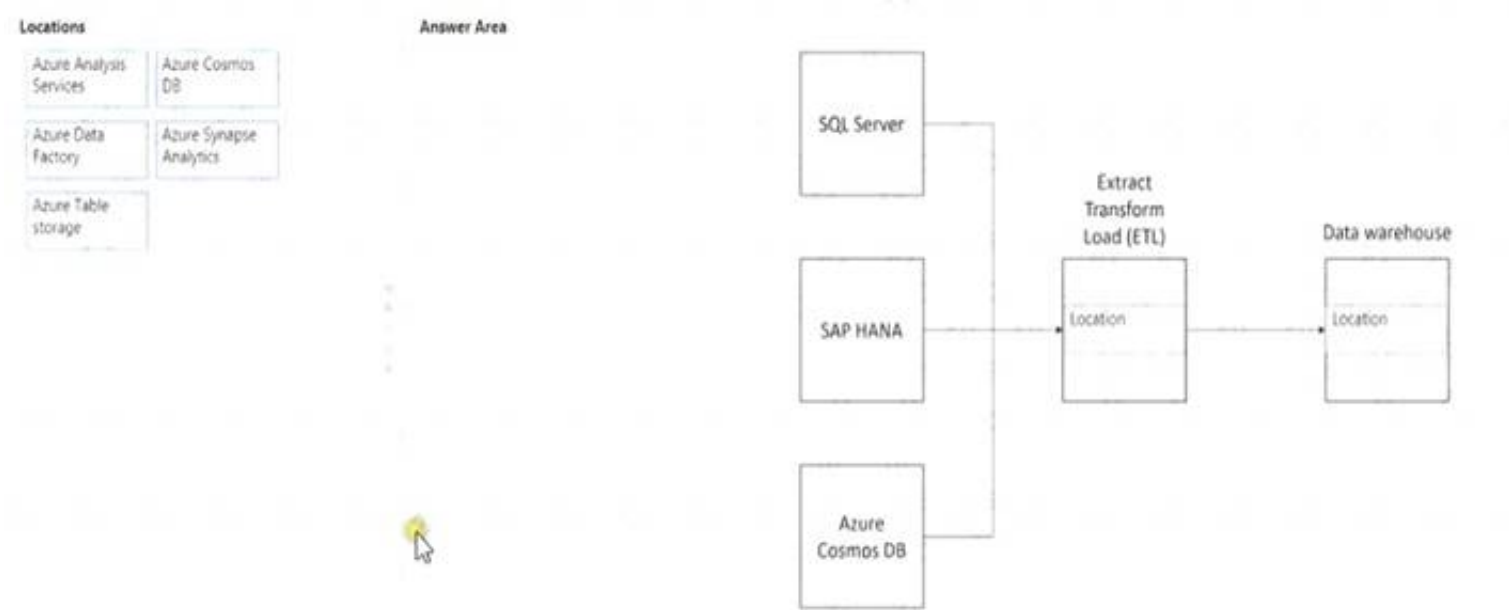 Locations
Answer Area
Azure Analysis
Services
Azure Cosmos
DB
Azure Data
Factory
Azure Synapse
Analytics
Azure Table
storage
SQL Server
SAP HANA
Azure
Cosmos DB
Extract
Transform
Load (ETL)
Location
Data warehouse
Location